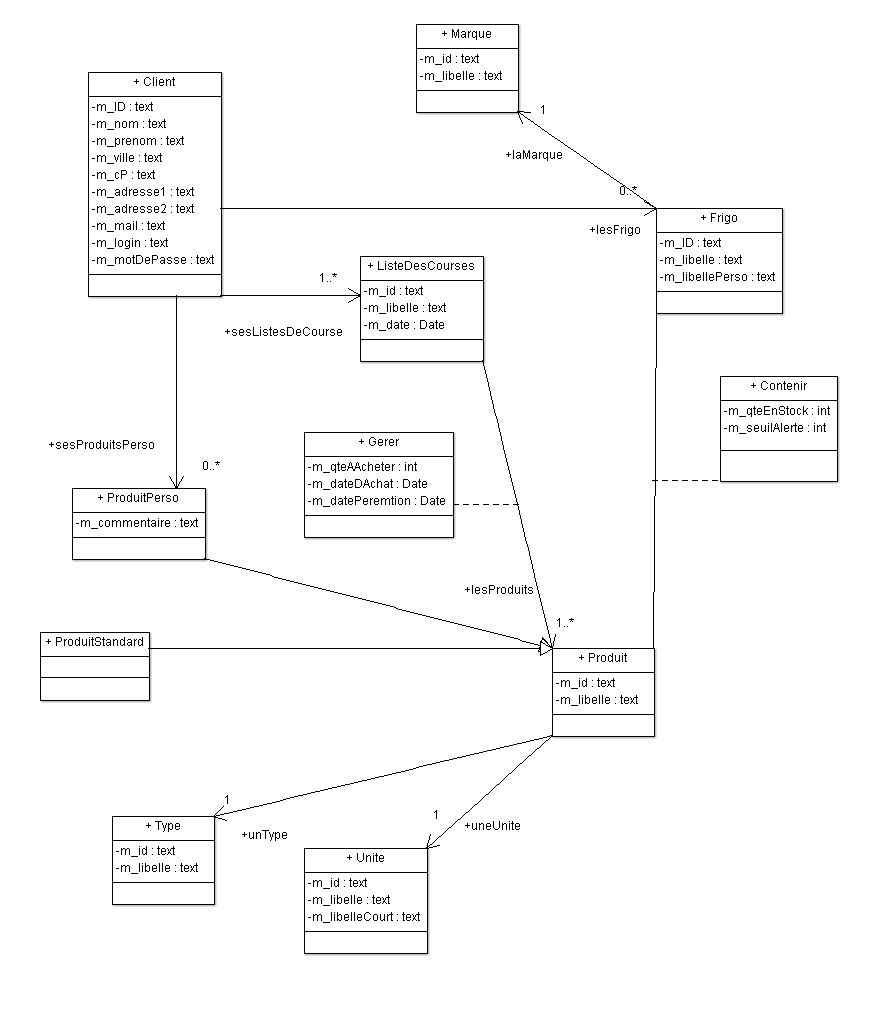 + Marque
-m_id : text
-m_libelle : text
+ Client
-m_ID : text
-m_nom : text
-m_prenom : text
-m_ville : text
-m_cP : text
-m_adresse1 : text
-m_adresse2 : text
-m_mail : text
-m_login : text
-m_motDePasse : text
1
+laMarque
0..*
+lesFrigo
+ Frigo
-m_ID : text
-m_libelle : text
-m_libellePerso : text
1..*
+sesListesDeCourse
+ ListeDesCourses
-m_id : text
-m_libelle : text
-m_date : Date
+ Contenir
-m_qteEnStock : int
-m_seuilAlerte : int
+ Gerer
-m_qteAAcheter : int
-m_dateDAchat : Date
-m_datePeremtion : Date
+sesProduitsPerso
0..*
+ ProduitPerso
-m_commentaire : text
+lesProduits
1..*
+ ProduitStandard
+ Produit
-m_id : text
-m_libelle : text
1
+unType
1
+uneUnite
+ Type
-m_id : text
-m_libelle : text
+ Unite
-m_id : text
-m_libelle : text
-m_libelleCourt : text